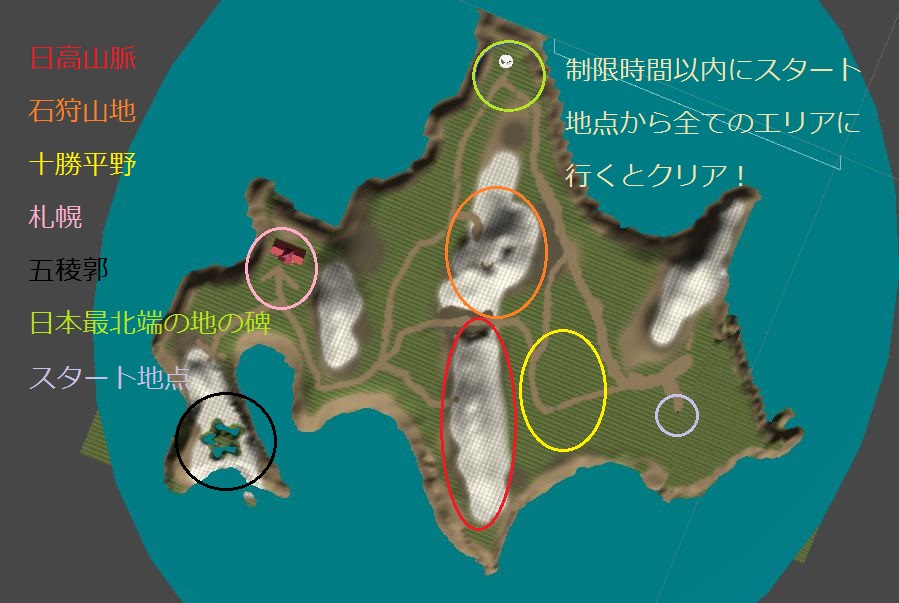 日高山脈
石狩山地
十勝平野
札幌
五稜郭
日本最北端の地の碑
スタート地点
制限時間以内にスタート
地点から全てのエリアに
行くとクリア！